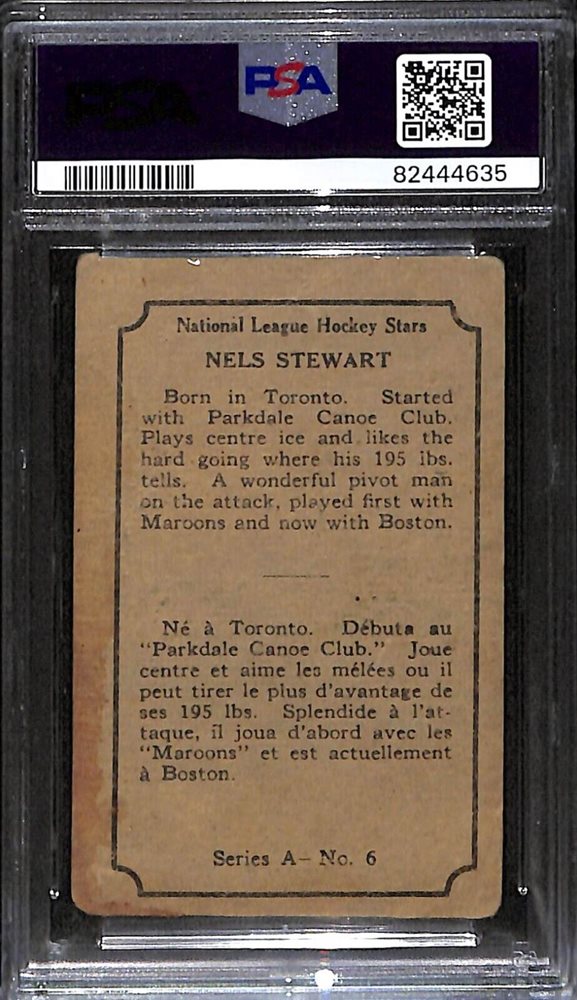 PSA
82444635
National League Hockey Stars
NELS STEWART
Born in Toronto. Started
with Parkdale Canoe Club.
Plays centre ice and likes the
hard going where his 195 lbs.
tells. A wonderful pivot man
on the attack, played first with
Maroons and now with Boston.
Né à Toronto. Débuta au
"Parkdale Canoe Club." Joue
centre et aime les mélées ou il
peut tirer le plus d'avantage de
ses 195 lbs. Splendide à l'at-
taque, il joua d'abord avec les
"Maroons" et est actuellement
à Boston.
Series A– No. 6